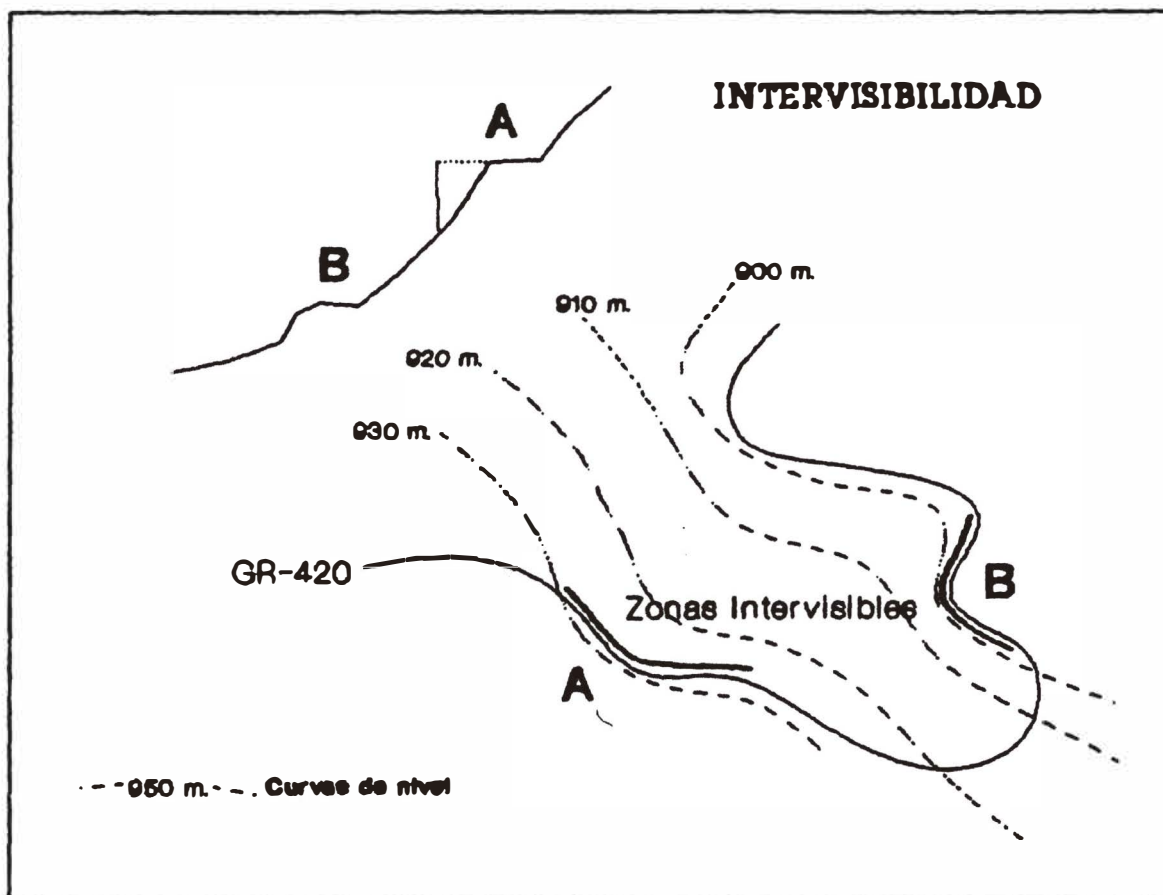 INTERVISIBILIDAD
A
B
900 m.
910 m.
920 m.
930 m.
GR-420
Zonas Intervisibles
B
A
950 m. Curvas de nivel